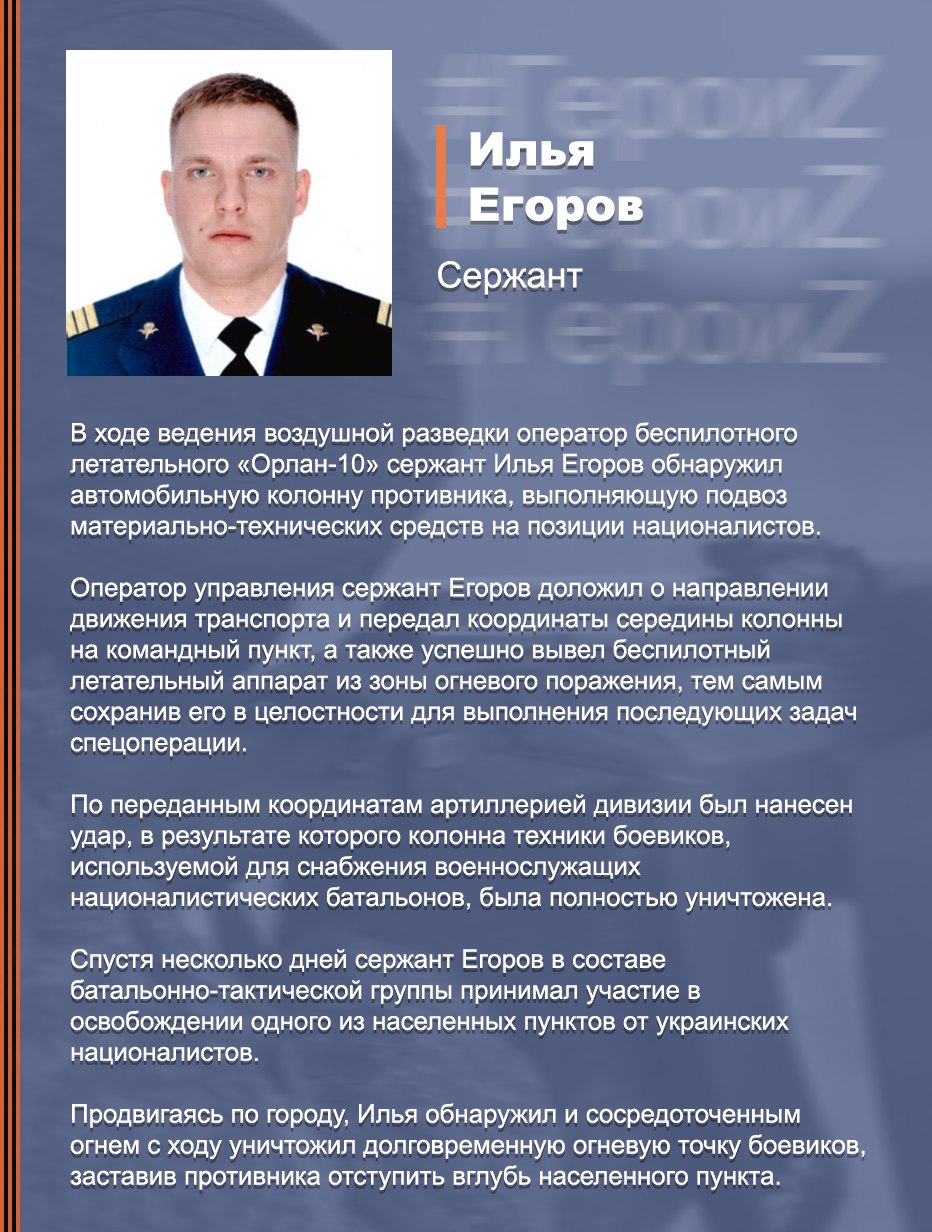 #ГероиZ
Илья
#ГероиZ
Егоров
Сержант
#ГероиZ
В ходе ведения воздушной разведки оператор беспилотного
летательного «Орлан-10» сержант Илья Егоров обнаружил
автомобильную колонну противника, выполняющую подвоз
материально-технических средств на позиции националистов.
Оператор управления сержант Егоров доложил о направлении
движения транспорта и передал координаты середины колонны
на командный пункт, а также успешно вывел беспилотный
летательный аппарат из зоны огневого поражения, тем самым
сохранив его в целостности для выполнения последующих задач
спецоперации.
По переданным координатам артиллерией дивизии был нанесен
удар, в результате которого колонна техники боевиков,
используемой для снабжения военнослужащих
националистических батальонов, была полностью уничтожена.
Спустя несколько дней сержант Егоров в составе
батальонно-тактической группы принимал участие в
освобождении одного из населенных пунктов от украинских
националистов.
Продвигаясь по городу, Илья обнаружил и сосредоточенным
огнем с ходу уничтожил долговременную огневую точку боевиков,
заставив противника отступить вглубь населенного пункта.